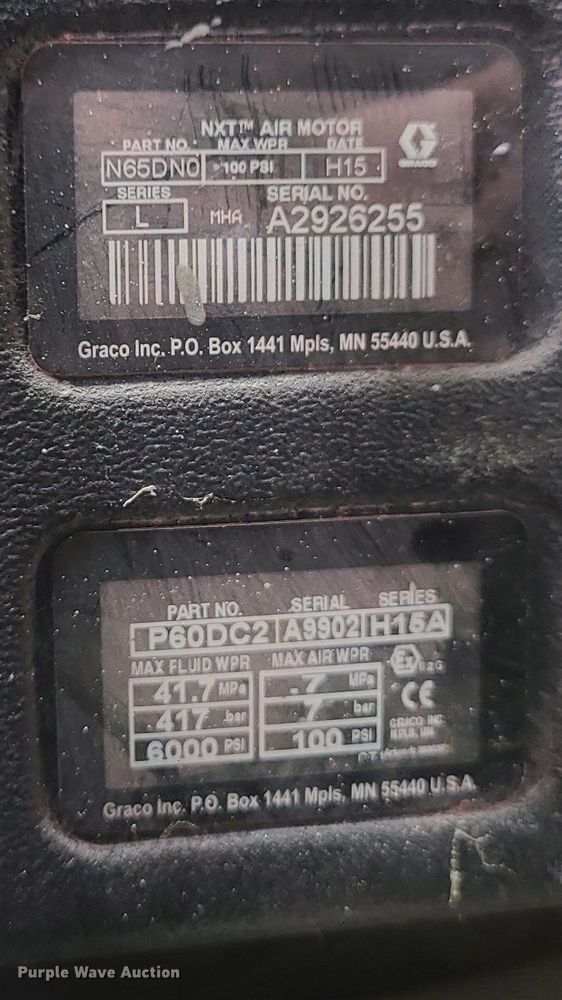 NXT™ AIR MOTOR
PART NO. MAX WPR DATE
N65DN0 100 PSI H15
GRACO
SERIES SERIAL NO.
L MHA A2926255
Graco Inc. P.O. Box 1441 Mpls, MN 55440 U.S.A.
PART NO. SERIAL SERIES
P60DC2 A9902 H15A
MAX FLUID WPR MAX AIR WPR
41.7 MPa .7 MPa
Ex II 2 G
417 bar 7 bar
CE
GRACO INC.
6000 PSI 100 PSI
Graco Inc. P.O. Box 1441 Mpls, MN 55440 U.S.A.
Purple Wave Auction